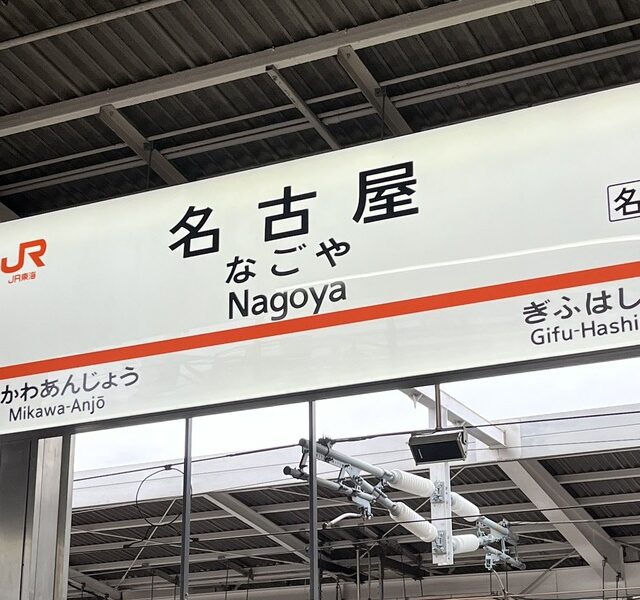 JR
JR東海
名古屋
なごや
Nagoya
名
かわあんじょう
Mikawa-Anjō
ぎふはし
Gifu-Hashi